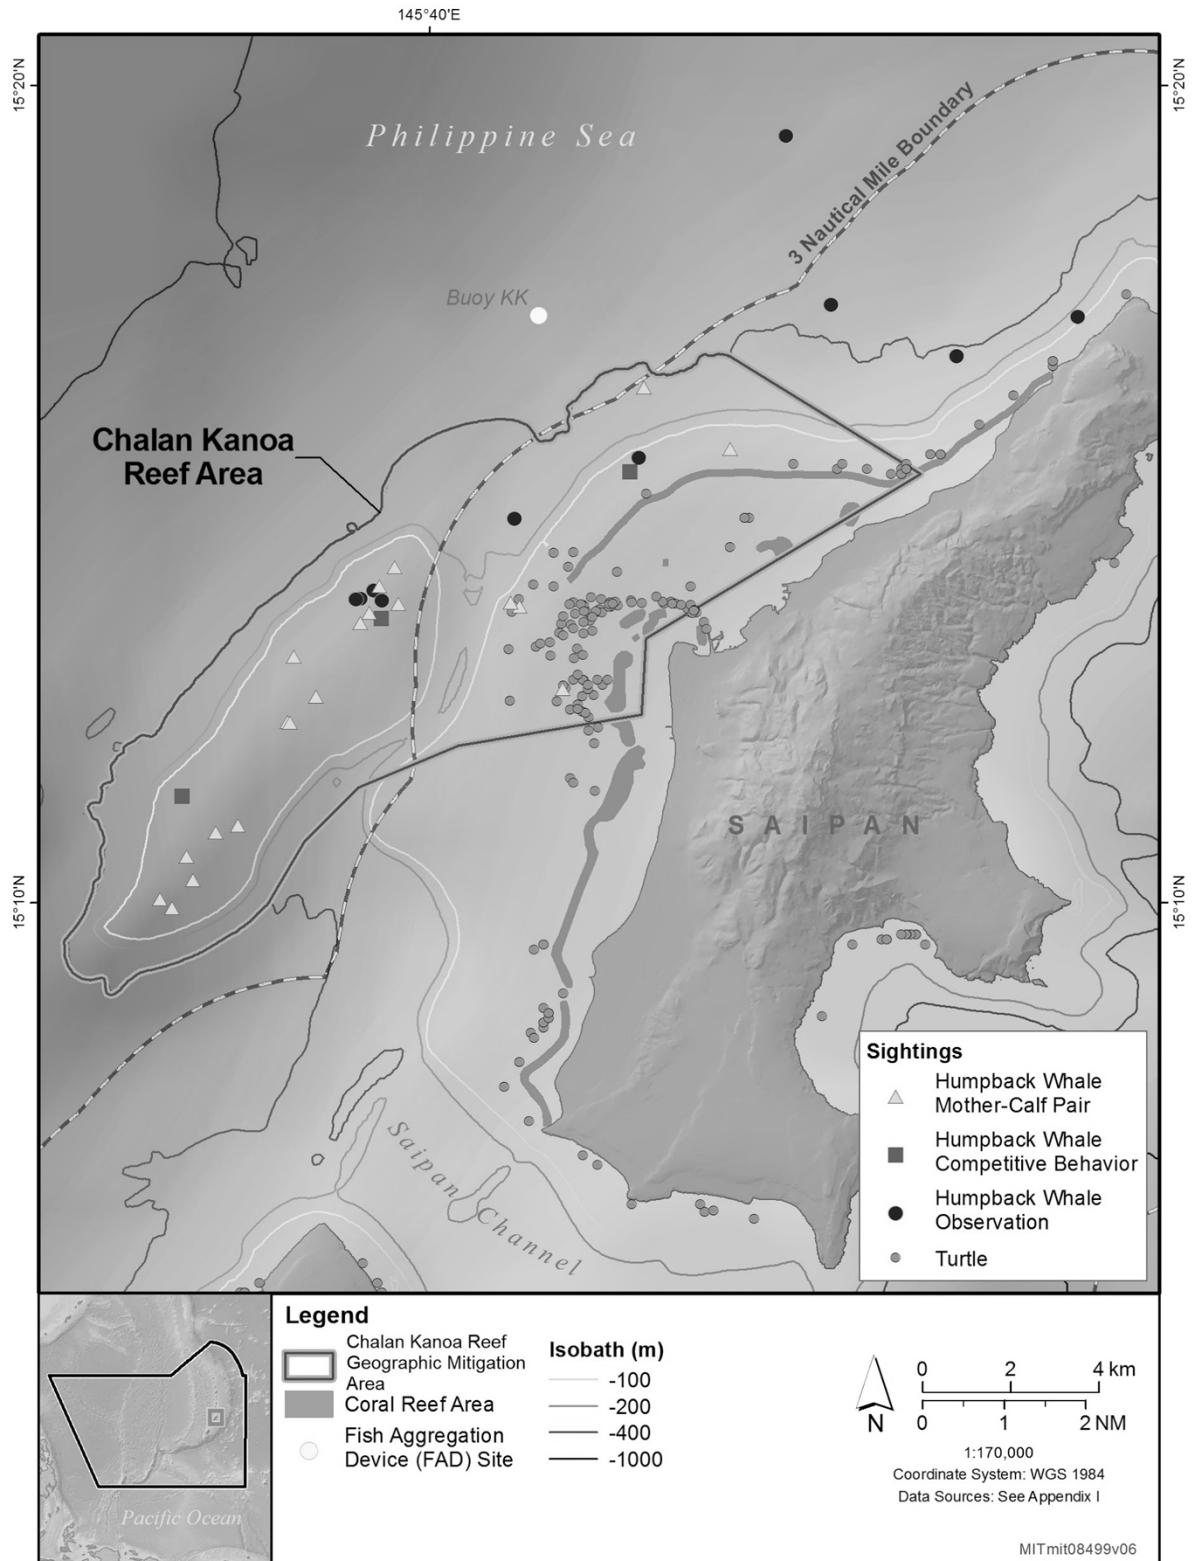 145°40'E
15°20'N
15°20'N
Philippine Sea
3 Nautical Mile Boundary
Buoy KK
Chalan Kanoa
Reef Area
SAIPAN
15°10'N
15°10'N
Saipan Channel
Sightings
Humpback Whale
Mother-Calf Pair
Humpback Whale
Competitive Behavior
Humpback Whale
Observation
Turtle
Pacific Ocean
Legend
Chalan Kanoa Reef
Geographic Mitigation
Area
Coral Reef Area
Fish Aggregation
Device (FAD) Site
Isobath (m)
-100
-200
-400
-1000
N
0 2 4 km
0 1 2 NM
1:170,000
Coordinate System: WGS 1984
Data Sources: See Appendix I
MITmit08499v06